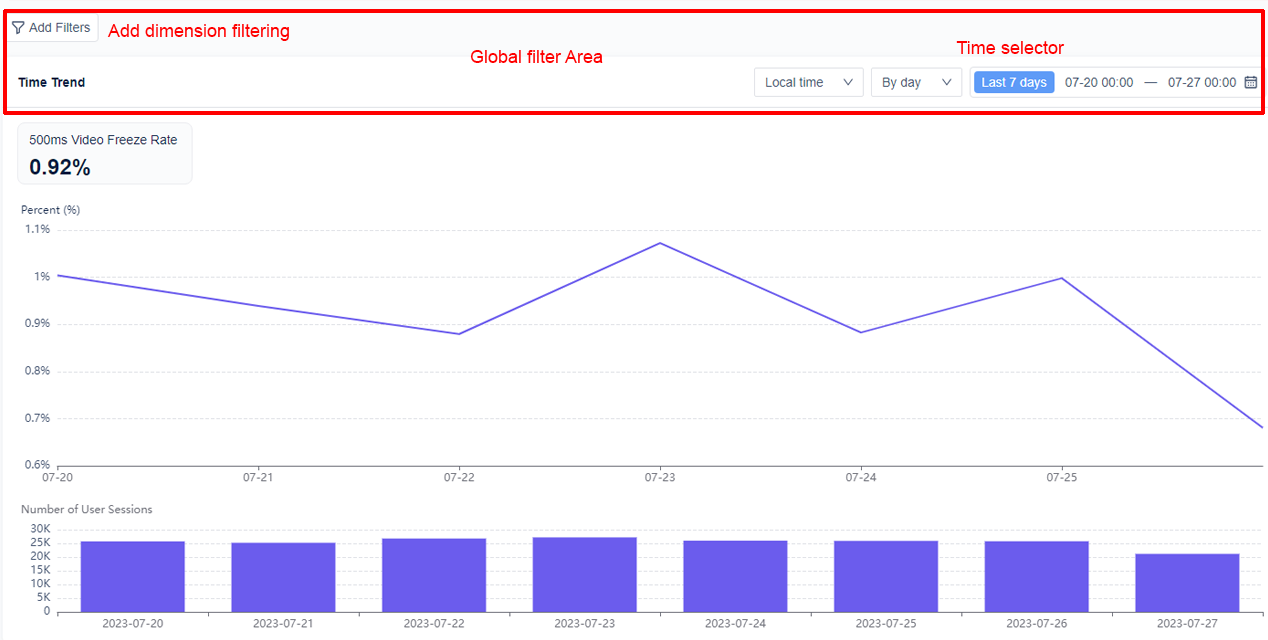 Add Filters
Add dimension filtering
Global filter Area
Time selector
Time Trend
Local time
By day
Last 7 days
07-20 00:00 — 07-27 00:00
500ms Video Freeze Rate
0.92%
Percent (%)
1.1%
1%
0.9%
0.8%
0.7%
0.6%
07-20 07-21 07-22 07-23 07-24 07-25
Number of User Sessions
30K
25K
20K
15K
10K
5K
0
2023-07-20 2023-07-21 2023-07-22 2023-07-23 2023-07-24 2023-07-25 2023-07-26 2023-07-27